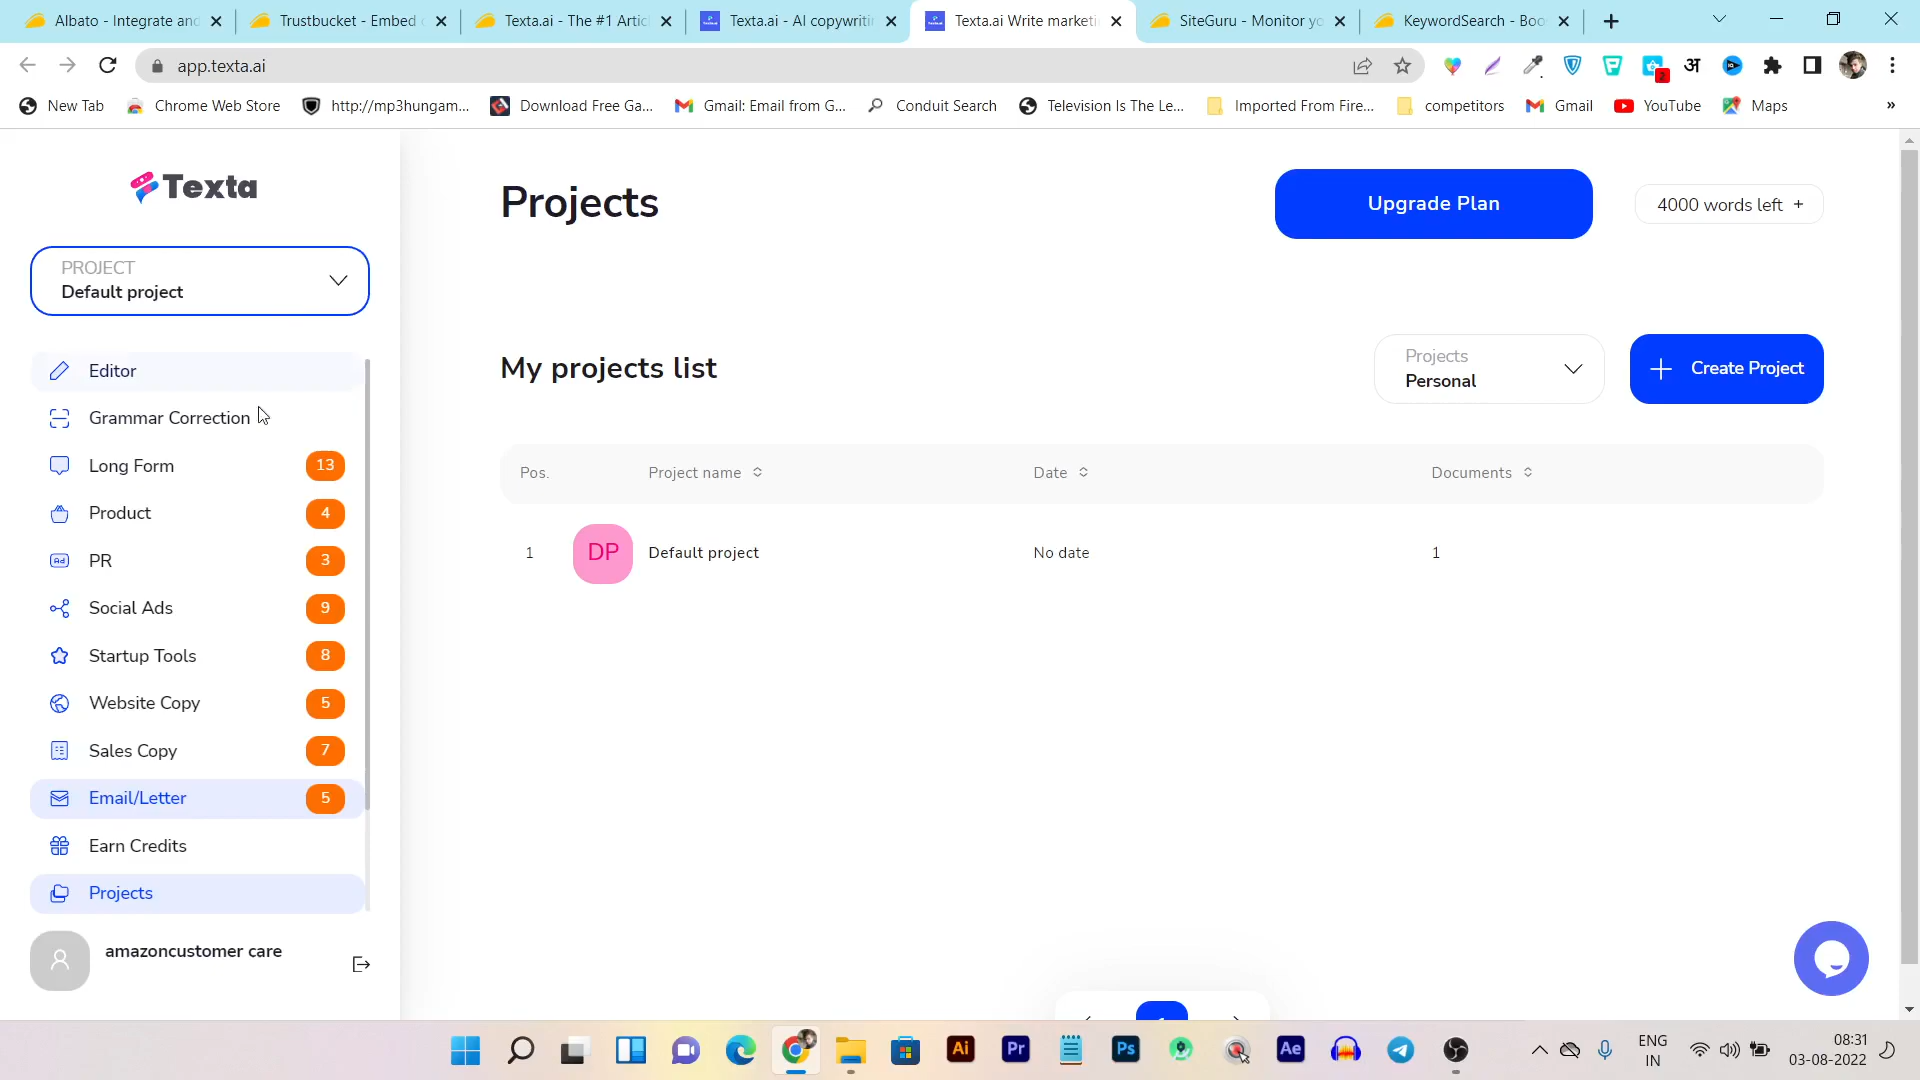 Albato - Integrate and
Trustbucket - Embed
Texta.ai - The #1 Artic
Texta.ai - AI copywritin
Texta.ai Write marketi
SiteGuru - Monitor yo
KeywordSearch - Boo
app.texta.ai
2
अ
New Tab
Chrome Web Store
http://mp3hungam...
Download Free Ga...
Gmail: Email from G...
Conduit Search
Television Is The Le...
Imported From Fire...
competitors
Gmail
YouTube
Maps
»
Texta
Projects
Upgrade Plan
4000 words left +
PROJECT
Default project
Editor
Grammar Correction
Long Form 13
Product 4
PR 3
Social Ads 9
Startup Tools 8
Website Copy 5
Sales Copy 7
Email/Letter 5
Earn Credits
Projects
amazoncustomer care
My projects list
Projects
Personal
Create Project
Pos. Project name Date Documents
1 DP Default project No date 1
Ai
Pr
Ps
Ae
ENG
IN
08:31
03-08-2022